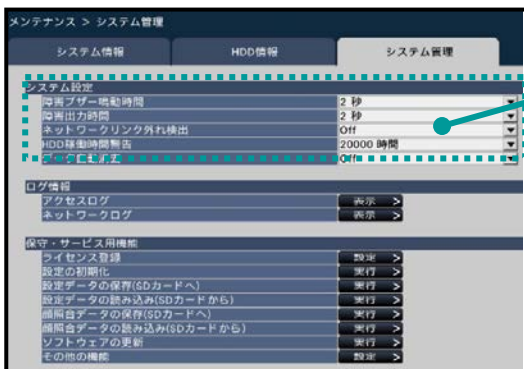 メンテナンス > システム管理
システム情報 HDD情報 システム管理
システム設定
障害ブザー鳴動時間 2 秒
障害出力時間 2 秒
ネットワークリンク外れ検出 Off
HDD稼働時間警告 20000 時間
データ自動消去 Off
ログ情報
アクセスログ 表示 >
ネットワークログ 表示 >
保守・サービス用機能
ライセンス登録 設定 >
設定の初期化 実行 >
設定データの保存(SDカードへ) 実行 >
設定データの読み込み(SDカードから) 実行 >
顔照合データの保存(SDカードへ) 実行 >
顔照合データの読み込み(SDカードから) 実行 >
ソフトウェアの更新 実行 >
その他の機能 設定 >